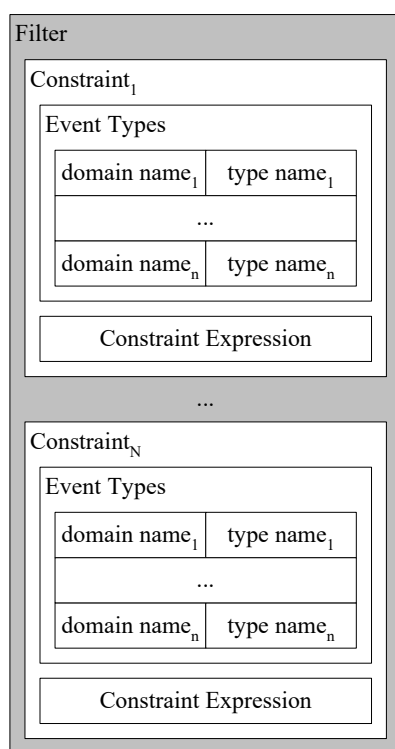 Filter
Constraint₁
Event Types
domain name₁ type name₁
...
domain nameₙ type nameₙ
Constraint Expression
...
Constraint_N
Event Types
domain name₁ type name₁
...
domain nameₙ type nameₙ
Constraint Expression